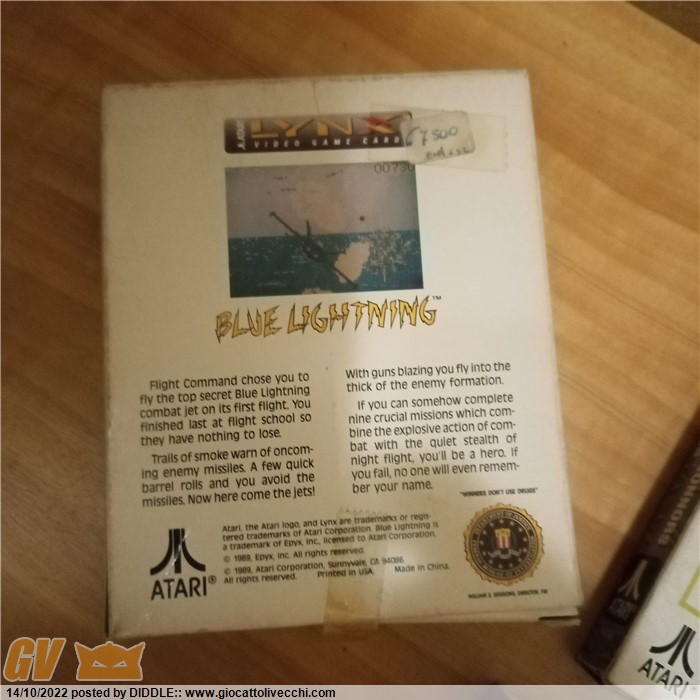 ATARI
LYNX
VIDEO GAME CARD
67500
00730
BLUE LIGHTNING™
Flight Command chose you to
fly the top secret Blue Lightning
combat jet on its first flight. You
finished last at flight school so
they have nothing to lose.
Trails of smoke warn of oncom-
ing enemy missiles. A few quick
barrel rolls and you avoid the
missiles. Now here come the jets!
With guns blazing you fly into the
thick of the enemy formation.
If you can somehow complete
nine crucial missions which com-
bine the explosive action of com-
bat with the quiet stealth of
night flight, you'll be a hero. If
you fail, no one will even remem-
ber your name.
"WINNERS DON'T USE DRUGS"
Atari, the Atari logo, and Lynx are trademarks or regis-
tered trademarks of Atari Corporation. Blue Lightning is
a trademark of Epyx, Inc., licensed to Atari Corporation.
© 1989, Epyx, Inc. All rights reserved.
© 1989, Atari Corporation, Sunnyvale, CA 94086
All rights reserved. Printed in USA. Made in China.
ATARI®
WILLIAM S. SESSIONS, DIRECTOR, FBI
ATARI
ATARI
GV
14/10/2022 posted by DIDDLE:: www.giocattolivecchi.com